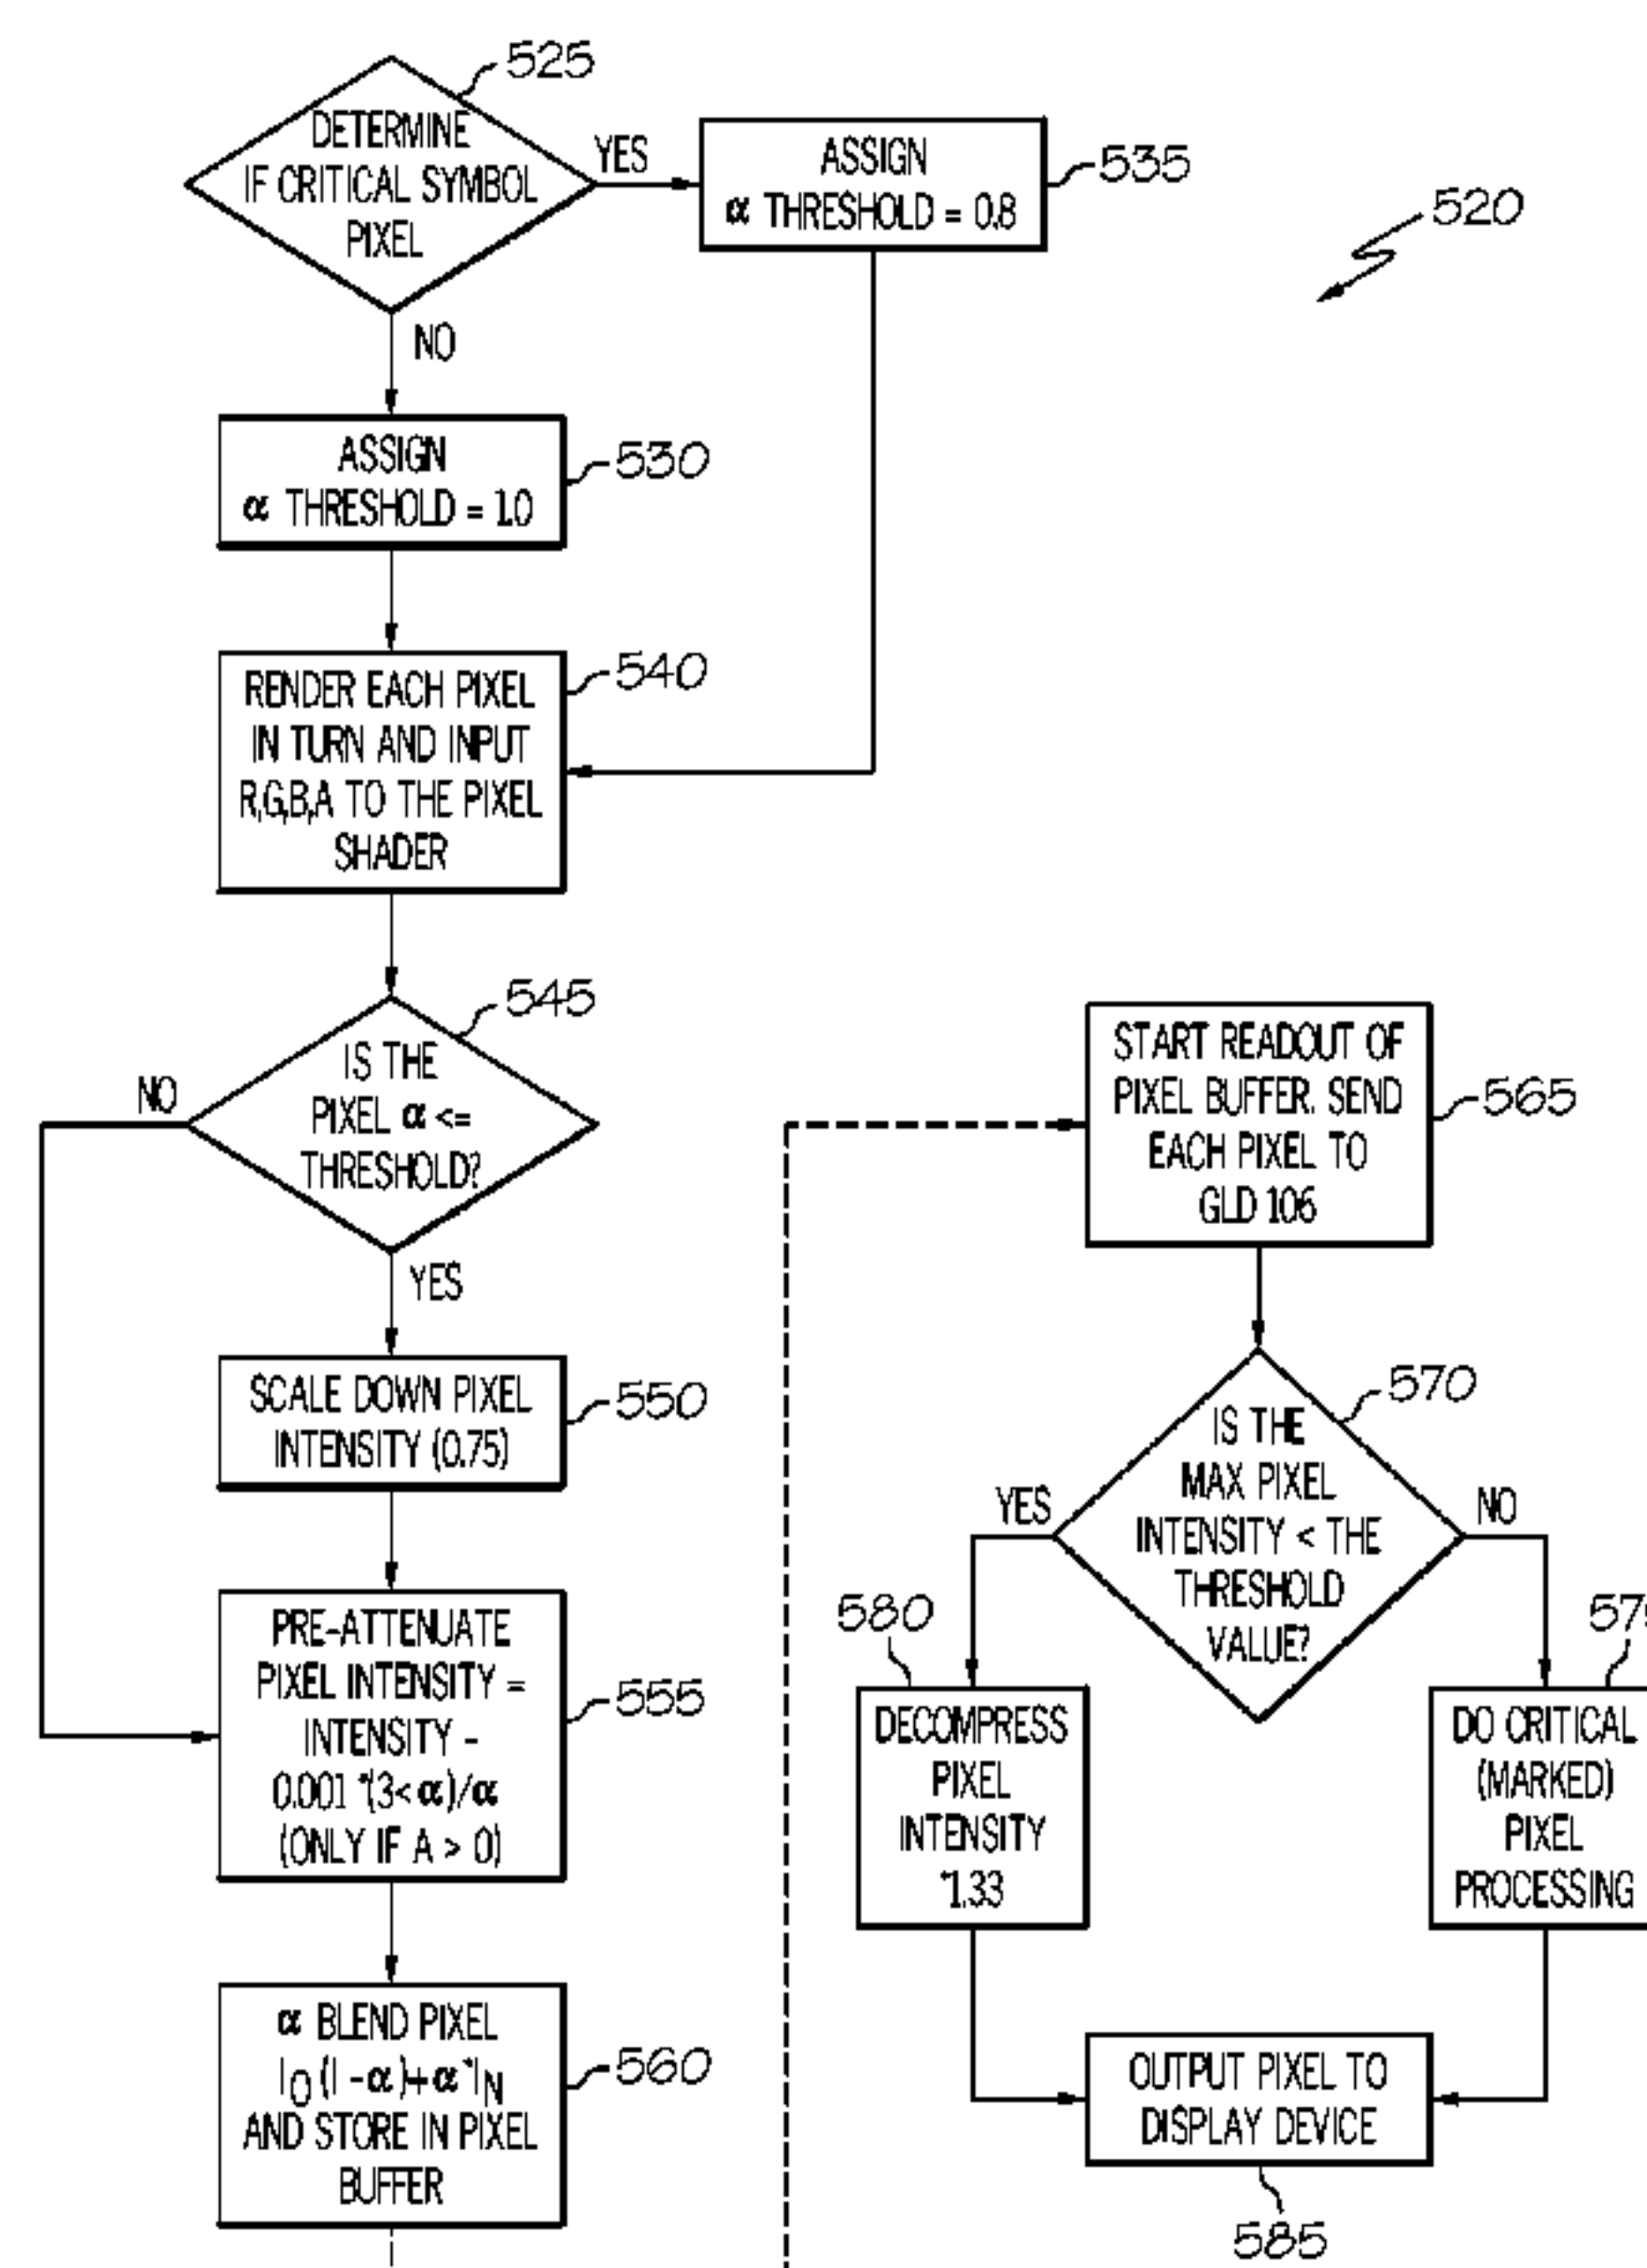 525
DETERMINE
IF CRITICAL SYMBOL
PIXEL
YES
ASSIGN
α THRESHOLD = 0.8
535
520
NO
ASSIGN
α THRESHOLD = 1.0
530
RENDER EACH PIXEL
IN TURN AND INPUT
R,G,B,A TO THE PIXEL
SHADER
540
545
IS THE
PIXEL α <=
THRESHOLD?
NO
YES
SCALE DOWN PIXEL
INTENSITY (0.75)
550
PRE-ATTENUATE
PIXEL INTENSITY =
INTENSITY -
0.001 *(3<α)/α
(ONLY IF A > 0)
555
α BLEND PIXEL
I_O (I -α)+ α*I_N
AND STORE IN PIXEL
BUFFER
560
START READOUT OF
PIXEL BUFFER. SEND
EACH PIXEL TO
GLD 106
565
570
IS THE
MAX PIXEL
INTENSITY < THE
THRESHOLD
VALUE?
YES
NO
580
DECOMPRESS
PIXEL
INTENSITY
*1.33
DO CRITICAL
(MARKED)
PIXEL
PROCESSING
OUTPUT PIXEL TO
DISPLAY DEVICE
585